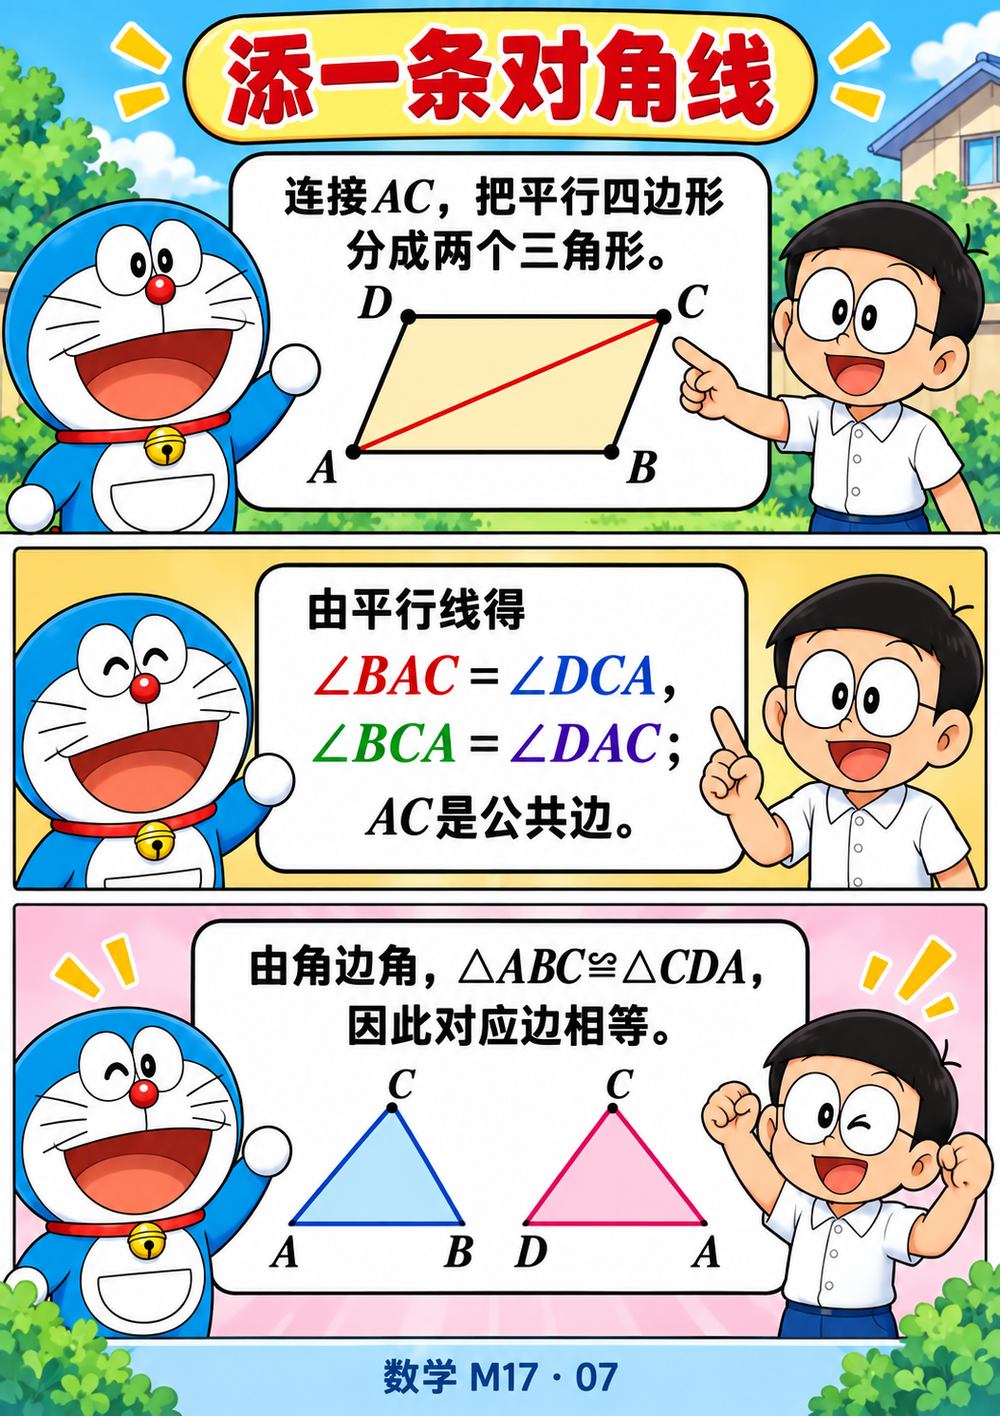 添一条对角线
连接AC，把平行四边形
分成两个三角形。
D
C
A
B
由平行线得
∠BAC = ∠DCA，
∠BCA = ∠DAC；
AC是公共边。
由角边角，△ABC≌△CDA，
因此对应边相等。
C
C
A
B
D
A
数学 M17 · 07